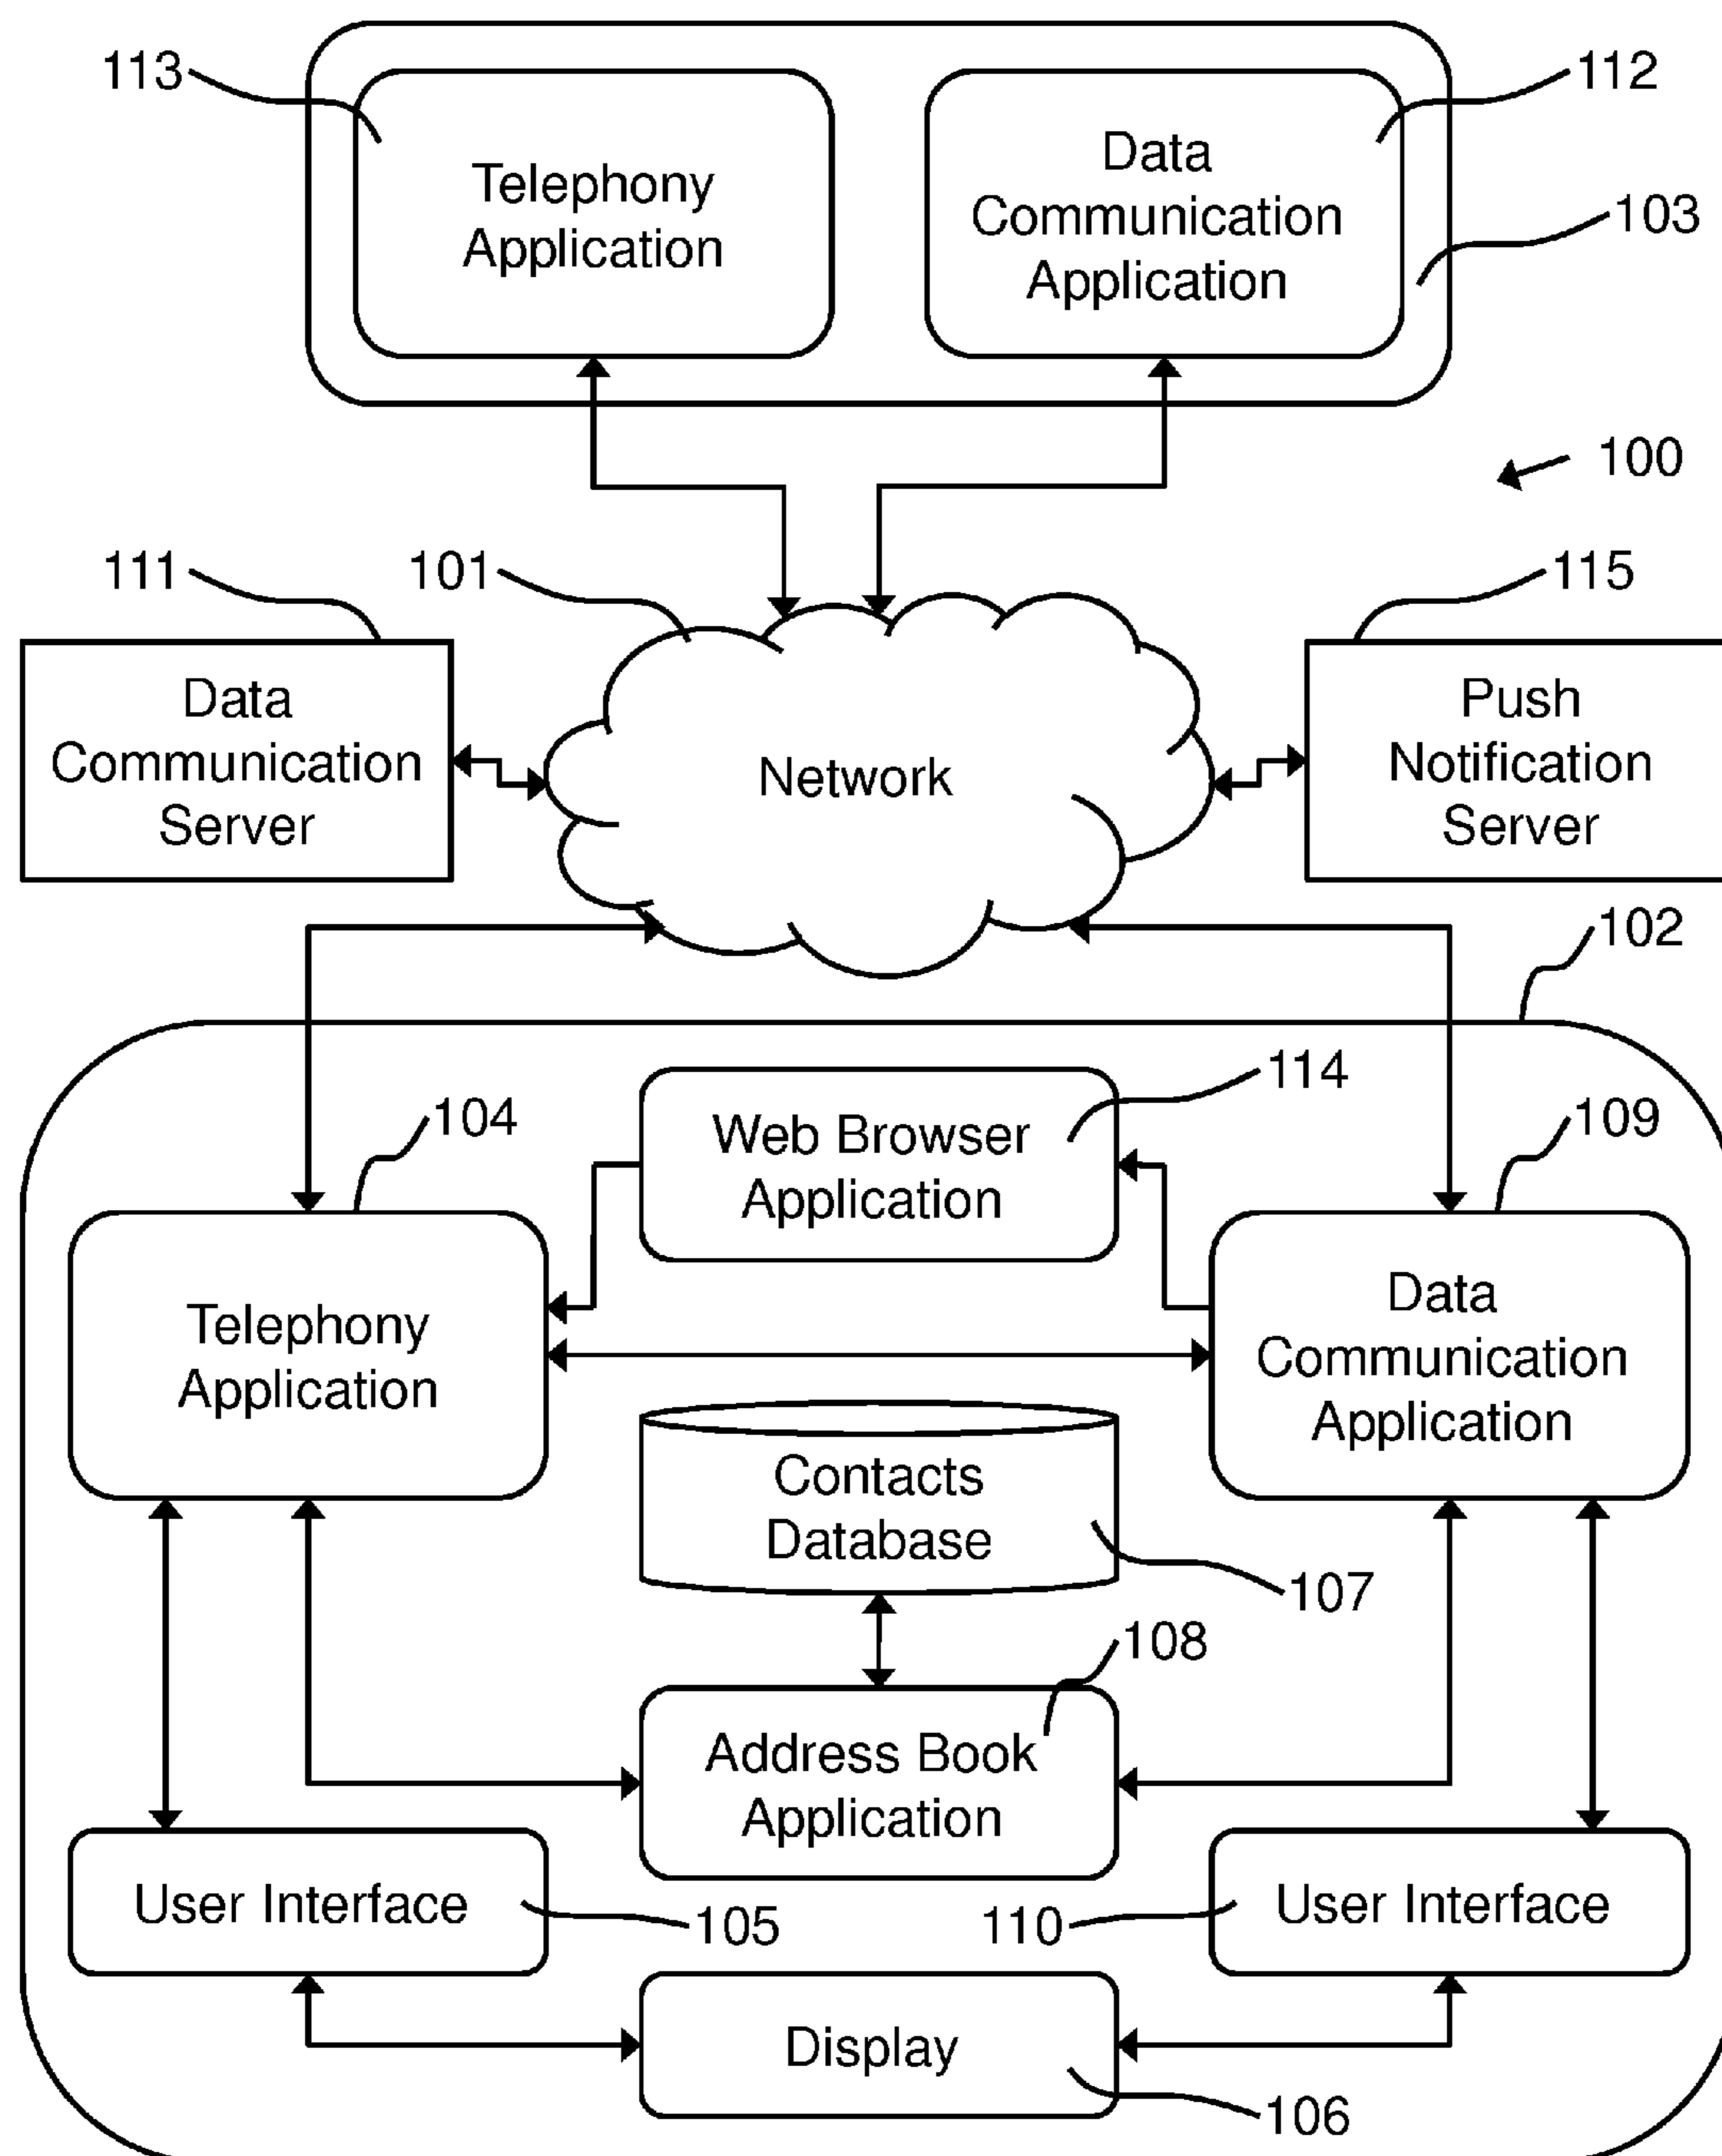 113
112
Telephony
Application
Data
Communication
Application
103
100
111
101
115
Data
Communication
Server
Network
Push
Notification
Server
102
114
104
109
Web Browser
Application
Telephony
Application
Data
Communication
Application
Contacts
Database
107
108
Address Book
Application
User Interface
105
110
User Interface
Display
106